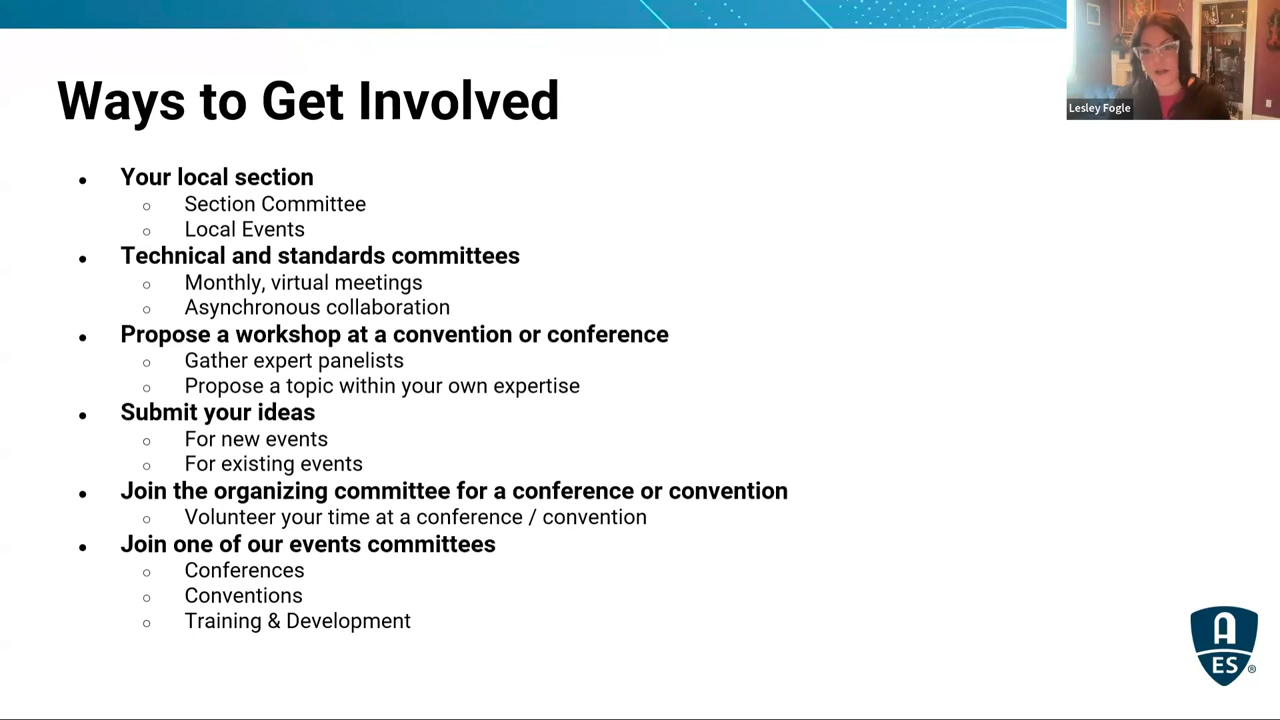 Ways to Get Involved
Lesley Fogle
● Your local section
○ Section Committee
○ Local Events
● Technical and standards committees
○ Monthly, virtual meetings
○ Asynchronous collaboration
● Propose a workshop at a convention or conference
○ Gather expert panelists
○ Propose a topic within your own expertise
● Submit your ideas
○ For new events
○ For existing events
● Join the organizing committee for a conference or convention
○ Volunteer your time at a conference / convention
● Join one of our events committees
○ Conferences
○ Conventions
○ Training & Development
A
ES®